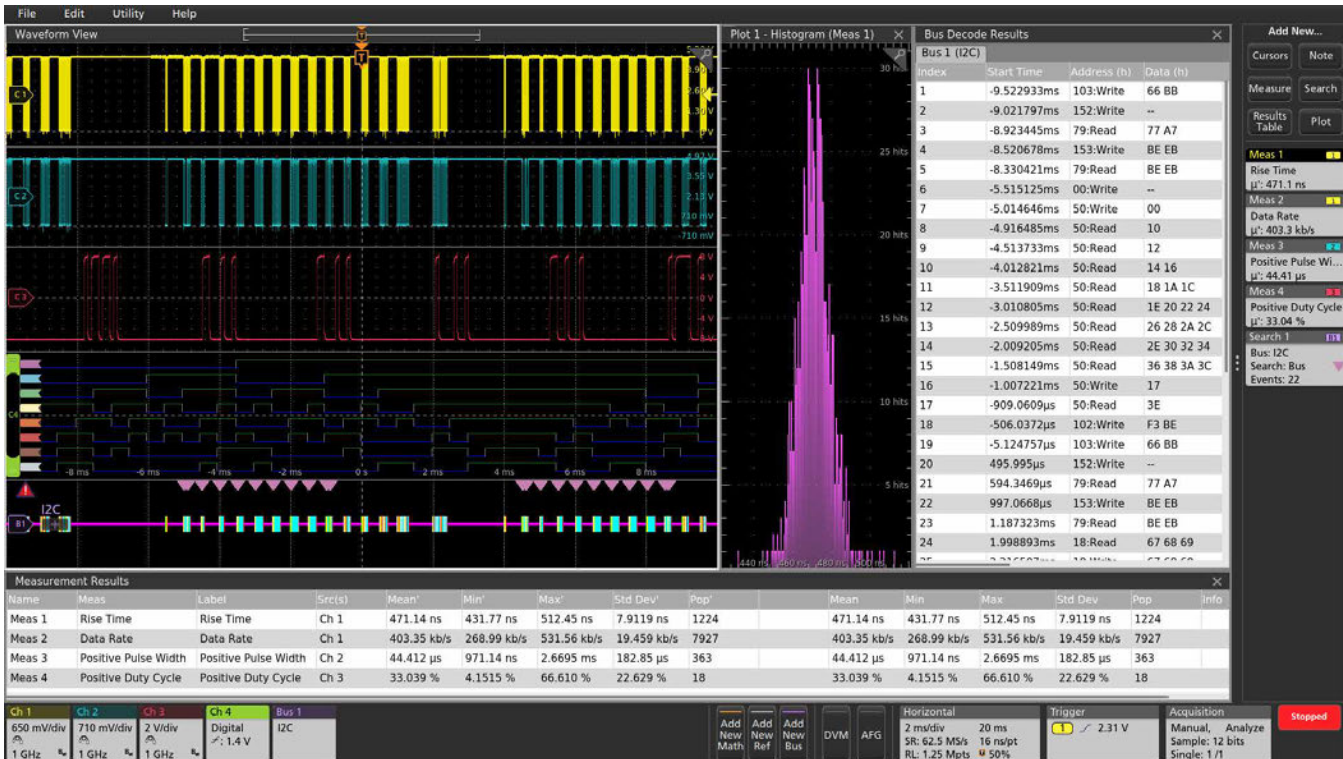 File Edit Utility Help
Waveform View
C1
C2
C3
C4
4.97 V
3.55 V
2.13 V
710 mV
-710 mV
8 V
4 V
0 V
-4 V
-8 V
-8 ms -6 ms -4 ms -2 ms 0 s 2 ms 4 ms 6 ms 8 ms
I2C
B1
Plot 1 - Histogram (Meas 1)
30 hits
25 hits
20 hits
15 hits
10 hits
5 hits
440 ns 460 ns 480 ns 500 ns
Bus Decode Results
Bus 1 (I2C)
Index Start Time Address (h) Data (h)
1 -9.522933ms 103:Write 66 BB
2 -9.021797ms 152:Write --
3 -8.923445ms 79:Read 77 A7
4 -8.520678ms 153:Write BE EB
5 -8.330421ms 79:Read BE EB
6 -5.515125ms 00:Write --
7 -5.014646ms 50:Write 00
8 -4.916485ms 50:Read 10
9 -4.513733ms 50:Read 12
10 -4.012821ms 50:Read 14 16
11 -3.511909ms 50:Read 18 1A 1C
12 -3.010805ms 50:Read 1E 20 22 24
13 -2.509989ms 50:Read 26 28 2A 2C
14 -2.009205ms 50:Read 2E 30 32 34
15 -1.508149ms 50:Read 36 38 3A 3C
16 -1.007221ms 50:Write 17
17 -909.0609µs 50:Read 3E
18 -506.0372µs 102:Write F3 BE
19 -5.124757µs 103:Write 66 BB
20 495.995µs 152:Write --
21 594.3469µs 79:Read 77 A7
22 997.0668µs 153:Write BE EB
23 1.187323ms 79:Read BE EB
24 1.998893ms 18:Read 67 68 69
Add New...
Cursors Note
Measure Search
Results Table Plot
Meas 1 1
Rise Time
µ': 471.1 ns
Meas 2 1
Data Rate
µ': 403.3 kb/s
Meas 3 2
Positive Pulse Wi...
µ': 44.41 µs
Meas 4 3
Positive Duty Cycle
µ': 33.04 %
Search 1 B1
Bus: I2C
Search: Bus
Events: 22
Measurement Results
Name Meas Label Src(s) Mean' Min' Max' Std Dev' Pop' Mean Min Max Std Dev Pop Info
Meas 1 Rise Time Rise Time Ch 1 471.14 ns 431.77 ns 512.45 ns 7.9119 ns 1224 471.14 ns 431.77 ns 512.45 ns 7.9119 ns 1224
Meas 2 Data Rate Data Rate Ch 1 403.35 kb/s 268.99 kb/s 531.56 kb/s 19.459 kb/s 7927 403.35 kb/s 268.99 kb/s 531.56 kb/s 19.459 kb/s 7927
Meas 3 Positive Pulse Width Positive Pulse Width Ch 2 44.412 µs 971.14 ns 2.6695 ms 182.85 µs 363 44.412 µs 971.14 ns 2.6695 ms 182.85 µs 363
Meas 4 Positive Duty Cycle Positive Duty Cycle Ch 3 33.039 % 4.1515 % 66.610 % 22.629 % 18 33.039 % 4.1515 % 66.610 % 22.629 % 18
Ch 1
650 mV/div
1 GHz
Ch 2
710 mV/div
1 GHz
Ch 3
2 V/div
1 GHz
Ch 4
Digital
: 1.4 V
Bus 1
I2C
Add New Math
Add New Ref
Add New Bus
DVM
AFG
Horizontal
2 ms/div 20 ms
SR: 62.5 MS/s 16 ns/pt
RL: 1.25 Mpts 50%
Trigger
1 2.31 V
Acquisition
Manual, Analyze
Sample: 12 bits
Single: 1 /1
Stopped